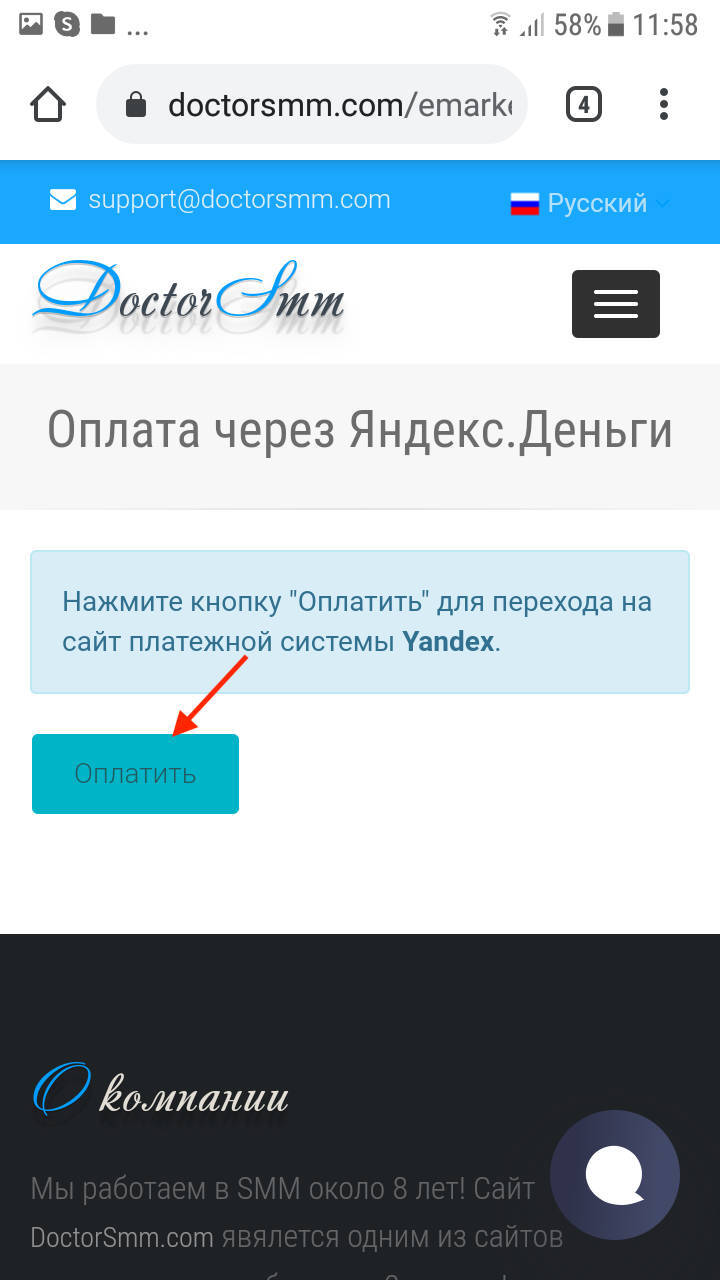 ... 58% 11:58
doctorsmm.com/emarke
4
support@doctorsmm.com Русский
DoctorSmm
Оплата через Яндекс.Деньги
Нажмите кнопку "Оплатить" для перехода на
сайт платежной системы Yandex.
Оплатить
О компании
Мы работаем в SMM около 8 лет! Сайт
DoctorSmm.com явялется одним из сайтов